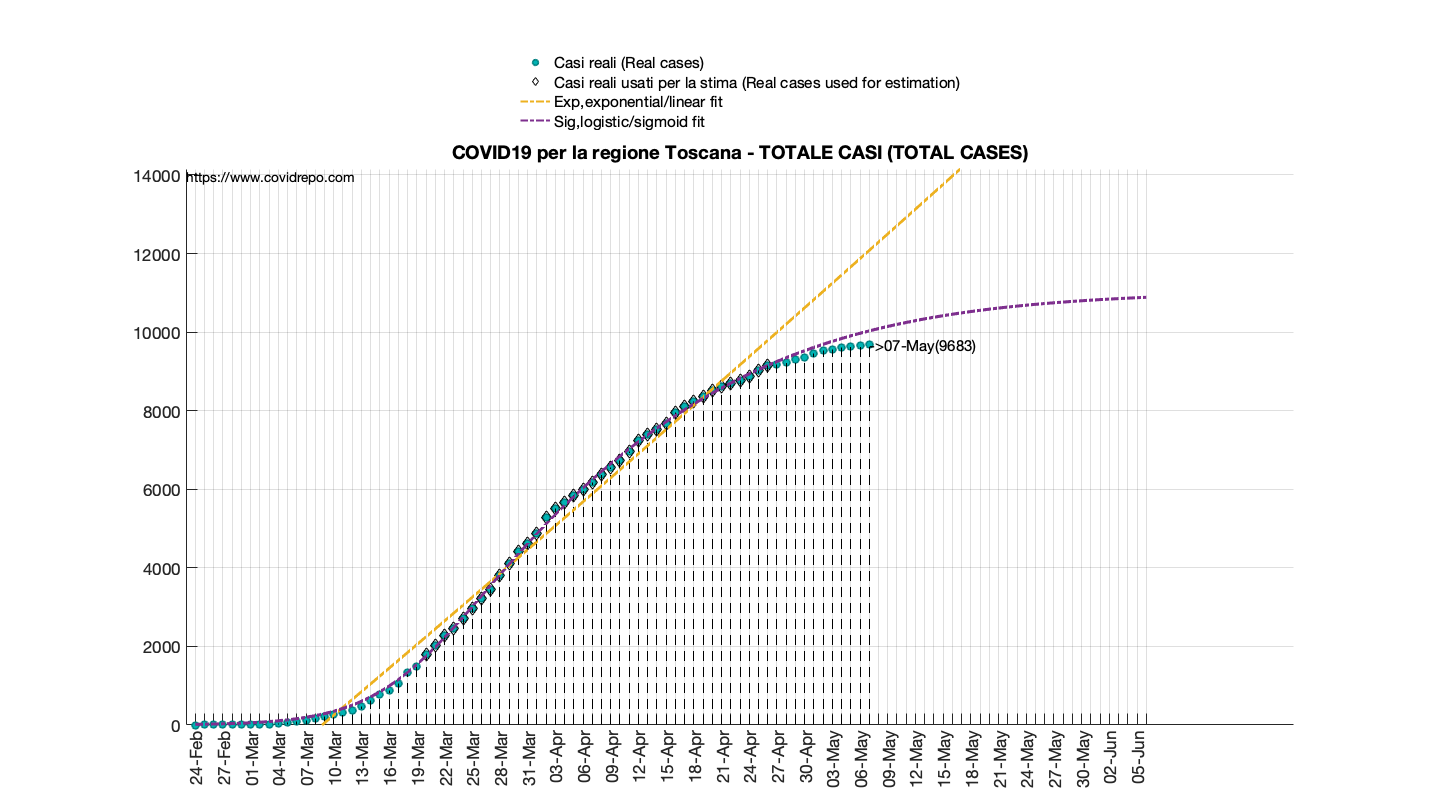 Casi reali (Real cases)
Casi reali usati per la stima (Real cases used for estimation)
Exp,exponential/linear fit
Sig,logistic/sigmoid fit
COVID19 per la regione Toscana - TOTALE CASI (TOTAL CASES)
https://www.covidrepo.com
14000
12000
10000
8000
6000
4000
2000
0
->07-May(9683)
24-Feb
27-Feb
01-Mar
04-Mar
07-Mar
10-Mar
13-Mar
16-Mar
19-Mar
22-Mar
25-Mar
28-Mar
31-Mar
03-Apr
06-Apr
09-Apr
12-Apr
15-Apr
18-Apr
21-Apr
24-Apr
27-Apr
30-Apr
03-May
06-May
09-May
12-May
15-May
18-May
21-May
24-May
27-May
30-May
02-Jun
05-Jun